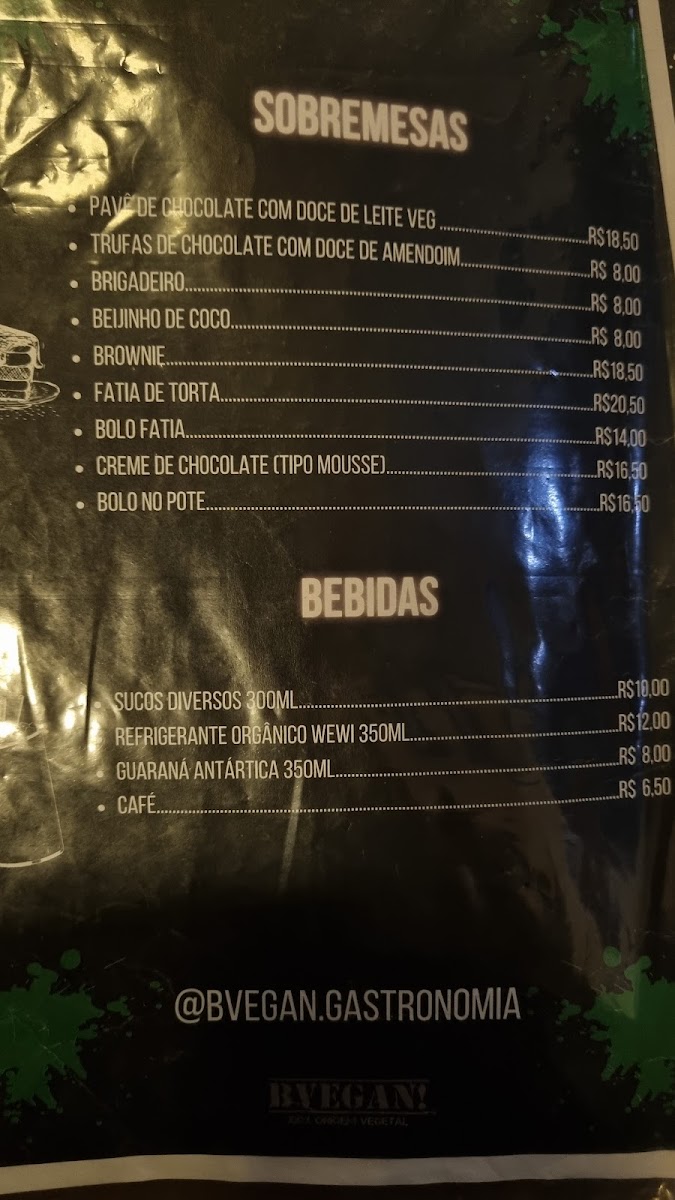 SOBREMESAS
• PAVÊ DE CHOCOLATE COM DOCE DE LEITE VEG ..........R$18,50
• TRUFAS DE CHOCOLATE COM DOCE DE AMENDOIM..........R$ 8,00
• BRIGADEIRO..........R$ 8,00
• BEIJINHO DE COCO..........R$ 8,00
• BROWNIE..........R$18,50
• FATIA DE TORTA..........R$20,50
• BOLO FATIA..........R$14,00
• CREME DE CHOCOLATE (TIPO MOUSSE)..........R$16,50
• BOLO NO POTE..........R$16,50
BEBIDAS
• SUCOS DIVERSOS 300ML..........R$10,00
• REFRIGERANTE ORGÂNICO WEWI 350ML..........R$12,00
• GUARANÁ ANTÁRTICA 350ML..........R$ 8,00
• CAFÉ..........R$ 6,50
@BVEGAN.GASTRONOMIA
BVEGAN!
VEGETAL